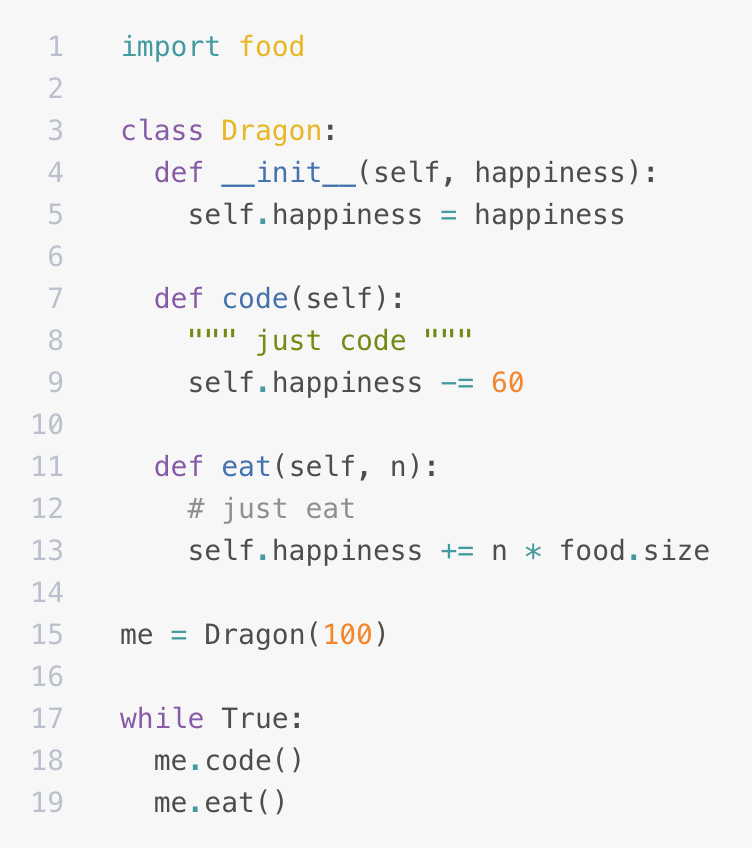 1 import food
2
3 class Dragon:
4   def __init__(self, happiness):
5     self.happiness = happiness
6
7   def code(self):
8     """ just code """
9     self.happiness -= 60
10
11   def eat(self, n):
12     # just eat
13     self.happiness += n * food.size
14
15 me = Dragon(100)
16
17 while True:
18   me.code()
19   me.eat()